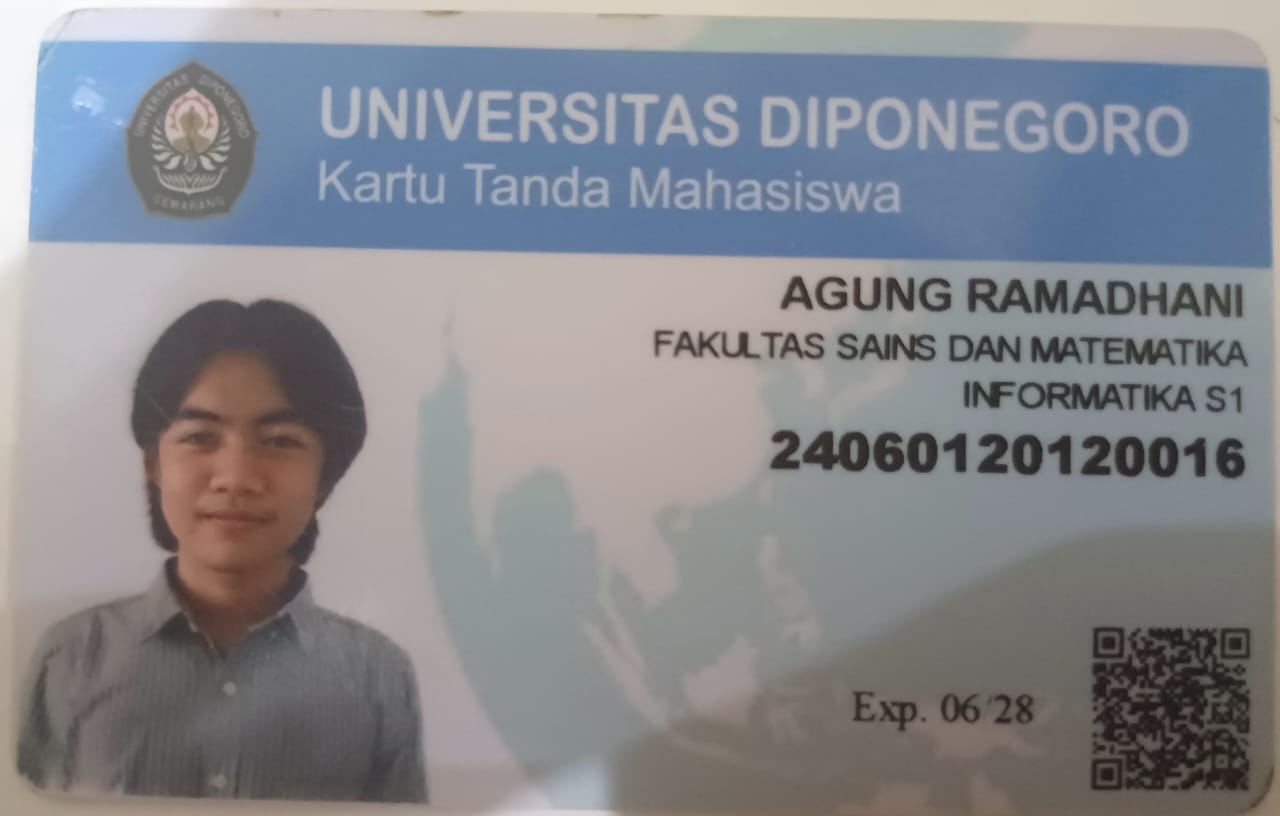 UNIVERSITAS DIPONEGORO
SEMARANG
UNIVERSITAS DIPONEGORO
Kartu Tanda Mahasiswa
AGUNG RAMADHANI
FAKULTAS SAINS DAN MATEMATIKA
INFORMATIKA S1
24060120120016
Exp. 06'28